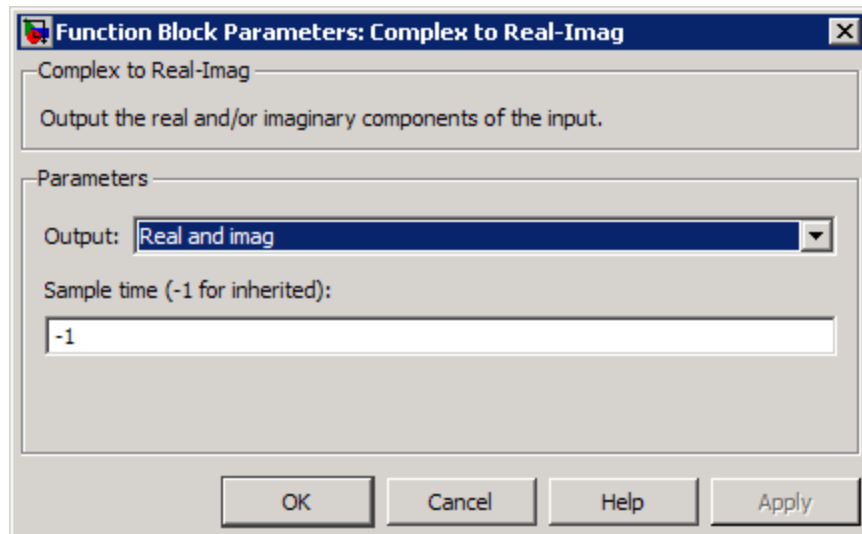 Function Block Parameters: Complex to Real-Imag
Complex to Real-Imag
Output the real and/or imaginary components of the input.
Parameters
Output: Real and imag
Sample time (-1 for inherited):
-1
OK Cancel Help Apply